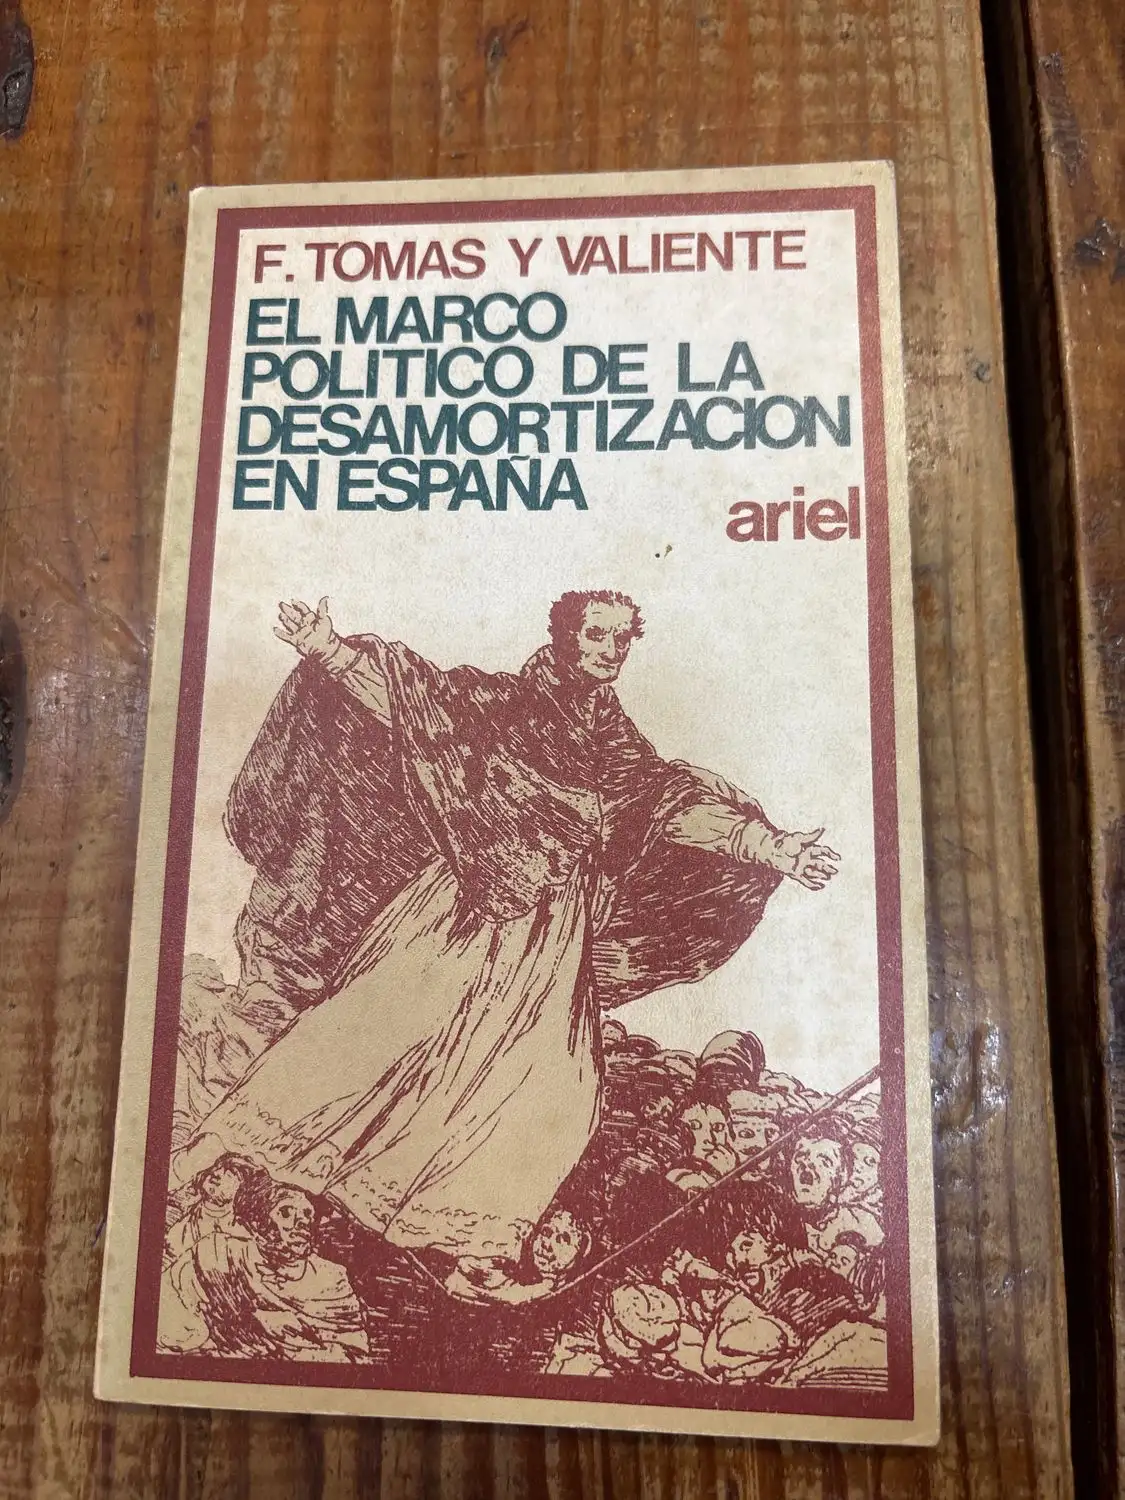 F. TOMAS Y VALIENTE
EL MARCO
POLITICO DE LA
DESAMORTIZACION
EN ESPAÑA
ariel